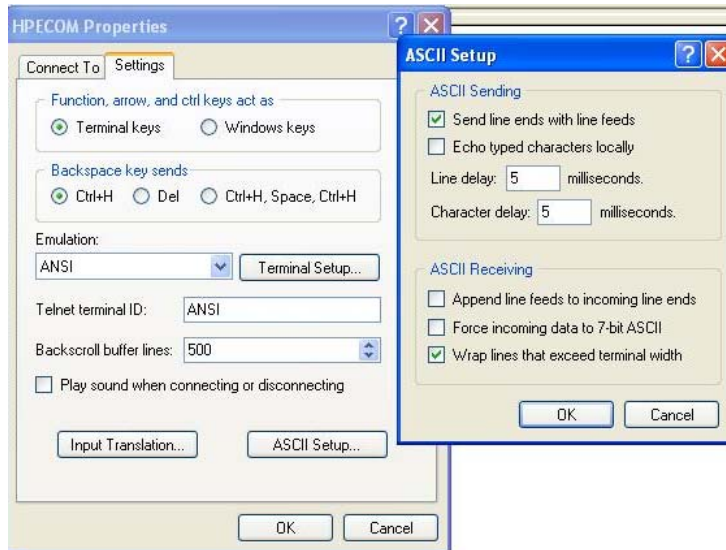 HPECOM Properties
Connect To
Settings
Function, arrow, and ctrl keys act as
Terminal keys
Windows keys
Backspace key sends
Ctrl+H
Del
Ctrl+H, Space, Ctrl+H
Emulation:
ANSI
Terminal Setup...
Telnet terminal ID:
ANSI
Backscroll buffer lines:
500
Play sound when connecting or disconnecting
Input Translation...
ASCII Setup...
OK
Cancel
ASCII Setup
ASCII Sending
Send line ends with line feeds
Echo typed characters locally
Line delay: 5 milliseconds.
Character delay: 5 milliseconds.
ASCII Receiving
Append line feeds to incoming line ends
Force incoming data to 7-bit ASCII
Wrap lines that exceed terminal width
OK
Cancel